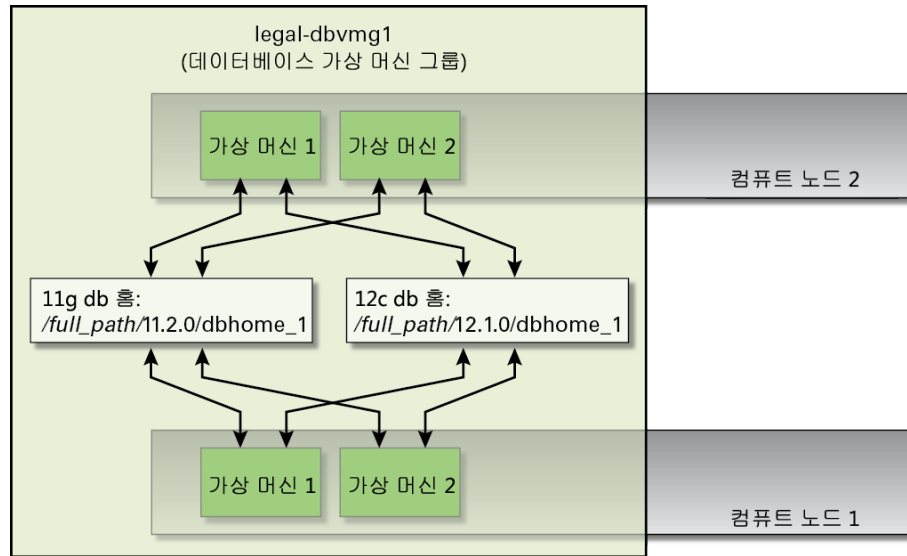 legal-dbvmg1
(데이터베이스 가상 머신 그룹)
가상 머신 1
가상 머신 2
컴퓨트 노드 2
11g db 홈:
/full_path/11.2.0/dbhome_1
12c db 홈:
/full_path/12.1.0/dbhome_1
가상 머신 1
가상 머신 2
컴퓨트 노드 1